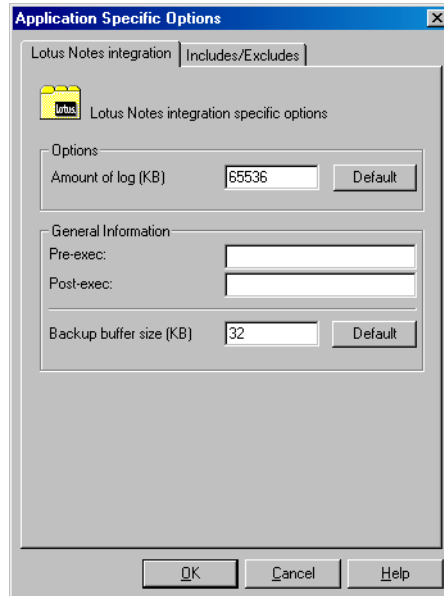 Application Specific Options
Lotus Notes integration Includes/Excludes
Lotus
Lotus Notes integration specific options
Options
Amount of log (KB) 65536 Default
General Information
Pre-exec:
Post-exec:
Backup buffer size (KB) 32 Default
OK Cancel Help